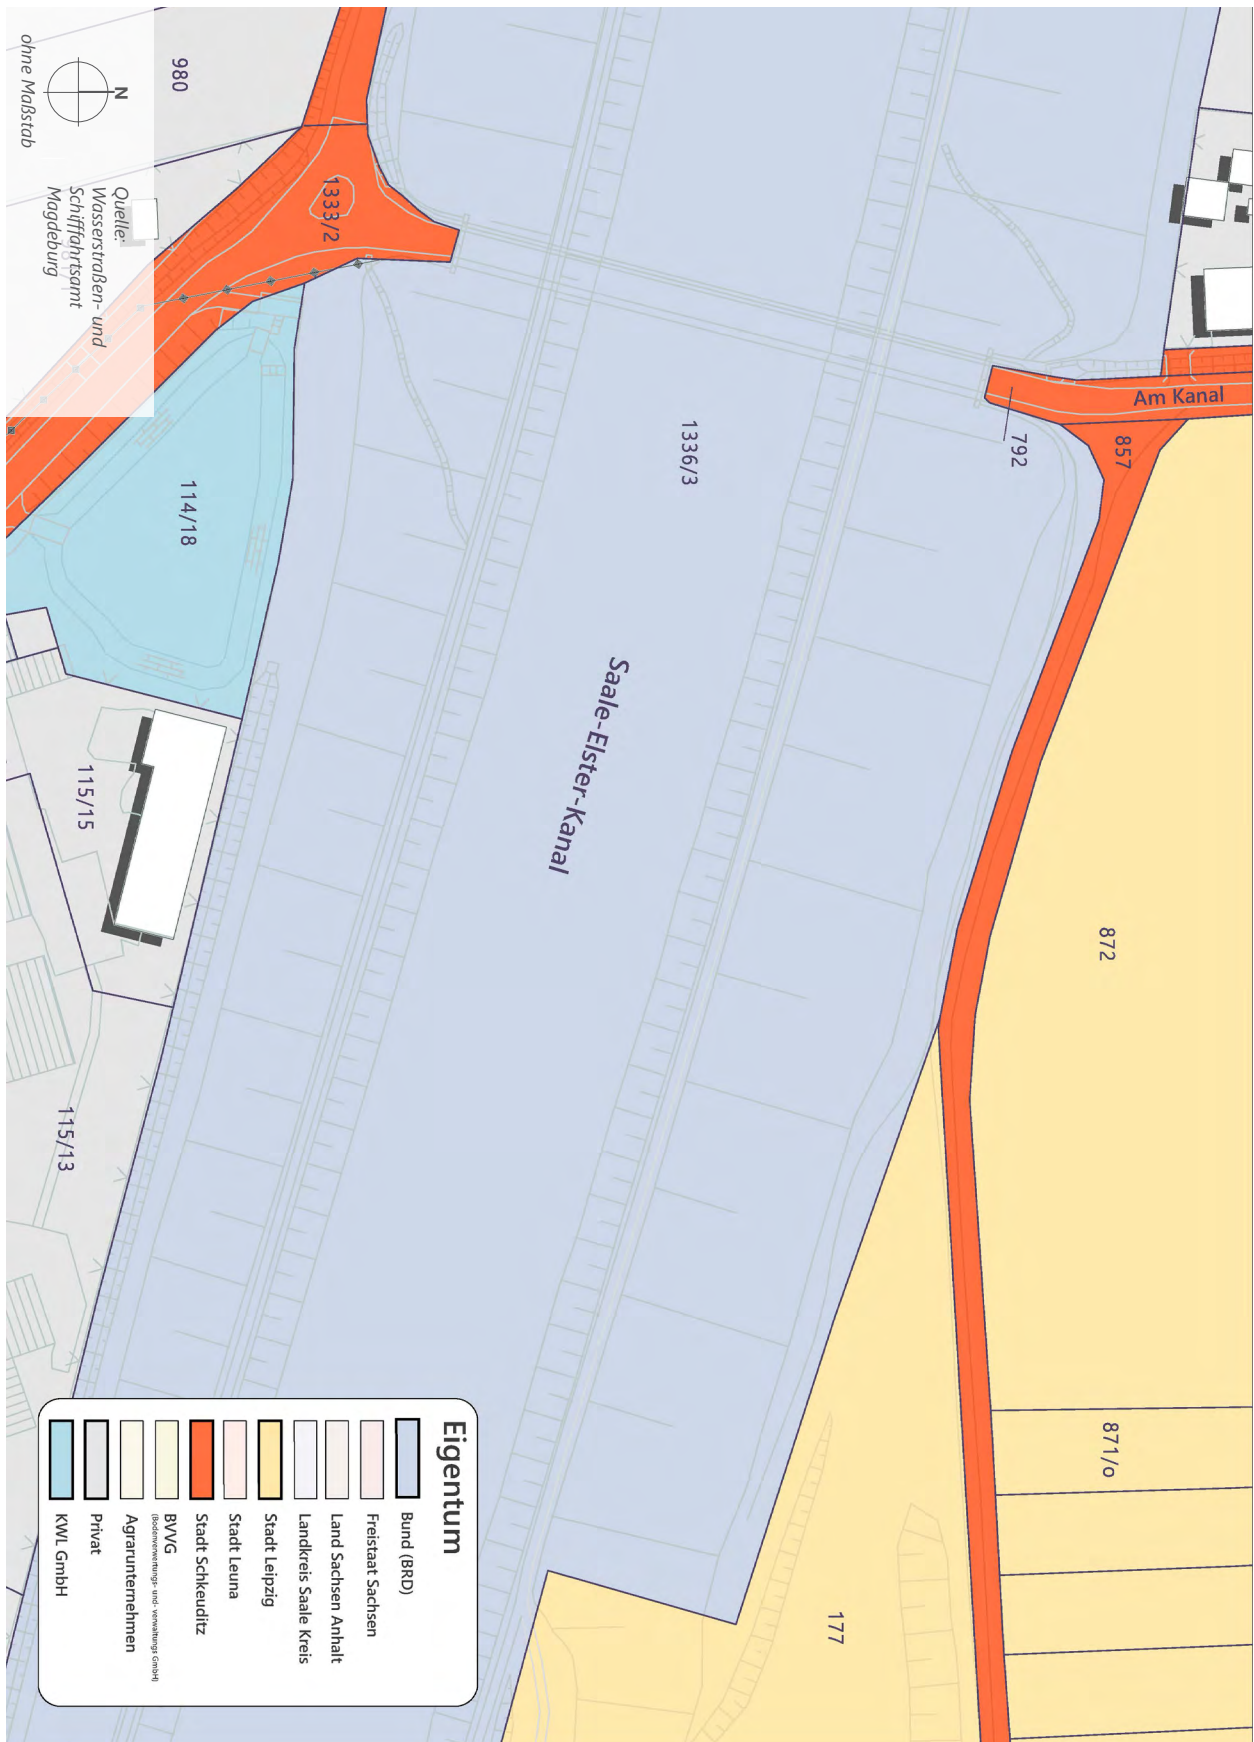 980
N
ohne Maßstab
Quelle:
Wasserstraßen- und
Schifffahrtsamt
Magdeburg
1333/2
114/18
1336/3
792
857
Am Kanal
Saale-Elster-Kanal
115/15
115/13
872
871/0
177
Eigentum
Bund (BRD)
Freistaat Sachsen
Land Sachsen Anhalt
Landkreis Saale Kreis
Stadt Leipzig
Stadt Leuna
Stadt Schkeuditz
BVVG
(Bodenverwertungs- und- verwaltungs GmbH)
Agrarunternehmen
Privat
KWL GmbH